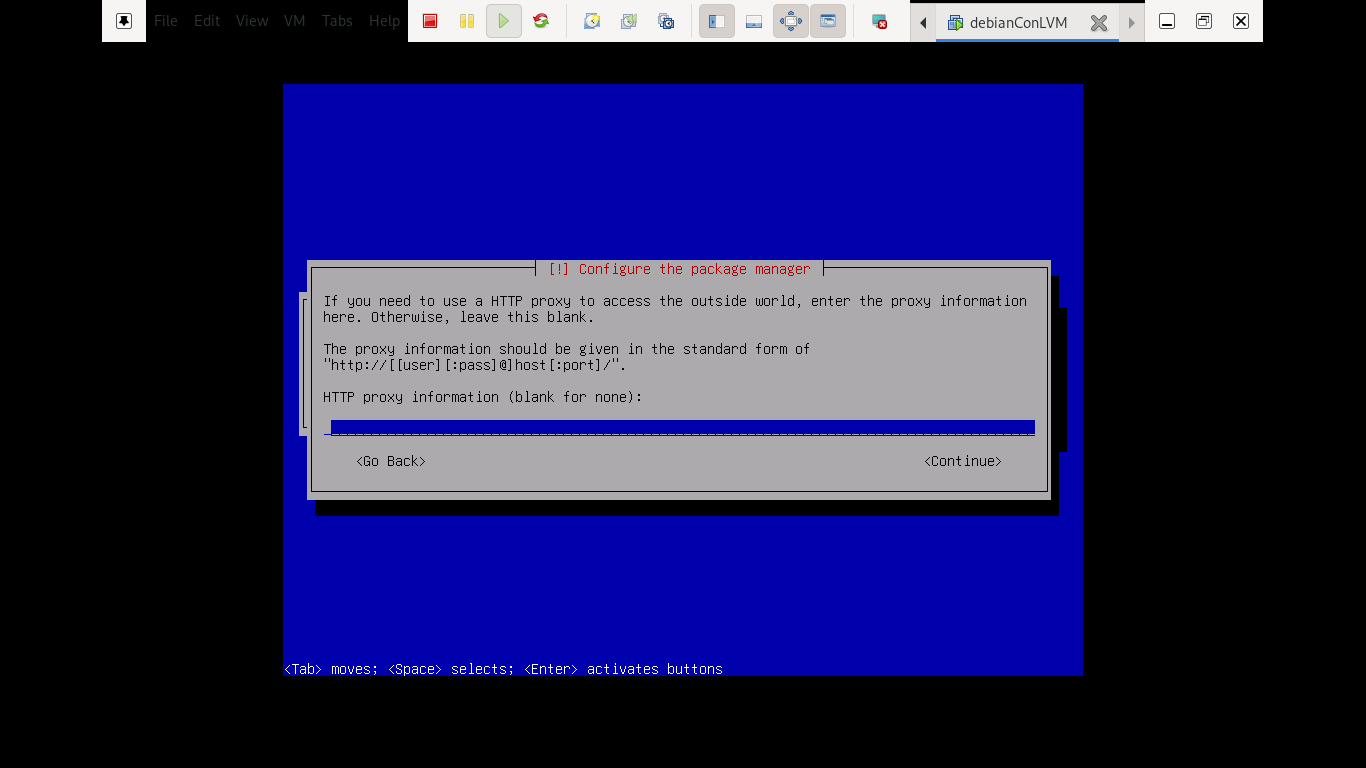 File Edit View VM Tabs Help debianConLVM
[!] Configure the package manager
If you need to use a HTTP proxy to access the outside world, enter the proxy information
here. Otherwise, leave this blank.
The proxy information should be given in the standard form of
"http://[[user][:pass]@]host[:port]/".
HTTP proxy information (blank for none):
<Go Back> <Continue>
<Tab> moves; <Space> selects; <Enter> activates buttons